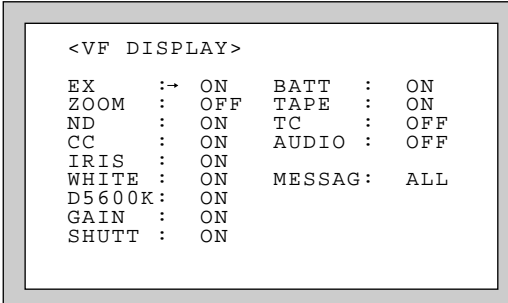 <VF DISPLAY>
EX :→ ON BATT : ON
ZOOM : OFF TAPE : ON
ND : ON TC : OFF
CC : ON AUDIO : OFF
IRIS : ON
WHITE : ON MESSAG: ALL
D5600K: ON
GAIN : ON
SHUTT : ON